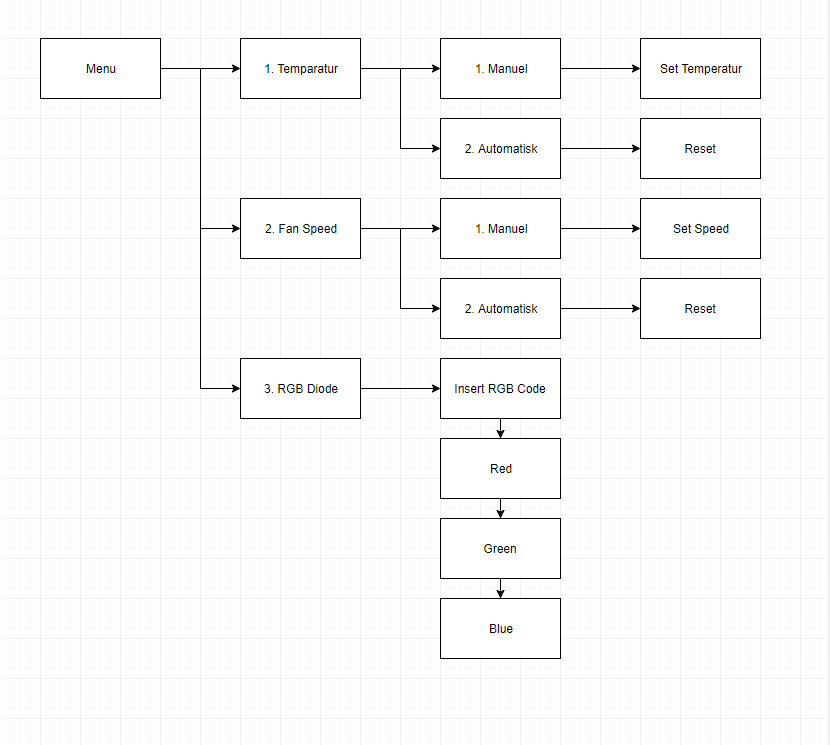 Menu
1. Temparatur
1. Manuel
Set Temperatur
2. Automatisk
Reset
2. Fan Speed
1. Manuel
Set Speed
2. Automatisk
Reset
3. RGB Diode
Insert RGB Code
Red
Green
Blue